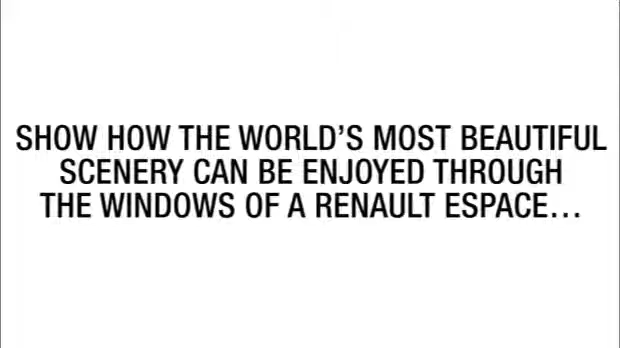 SHOW HOW THE WORLD'S MOST BEAUTIFUL
SCENERY CAN BE ENJOYED THROUGH
THE WINDOWS OF A RENAULT ESPACE...